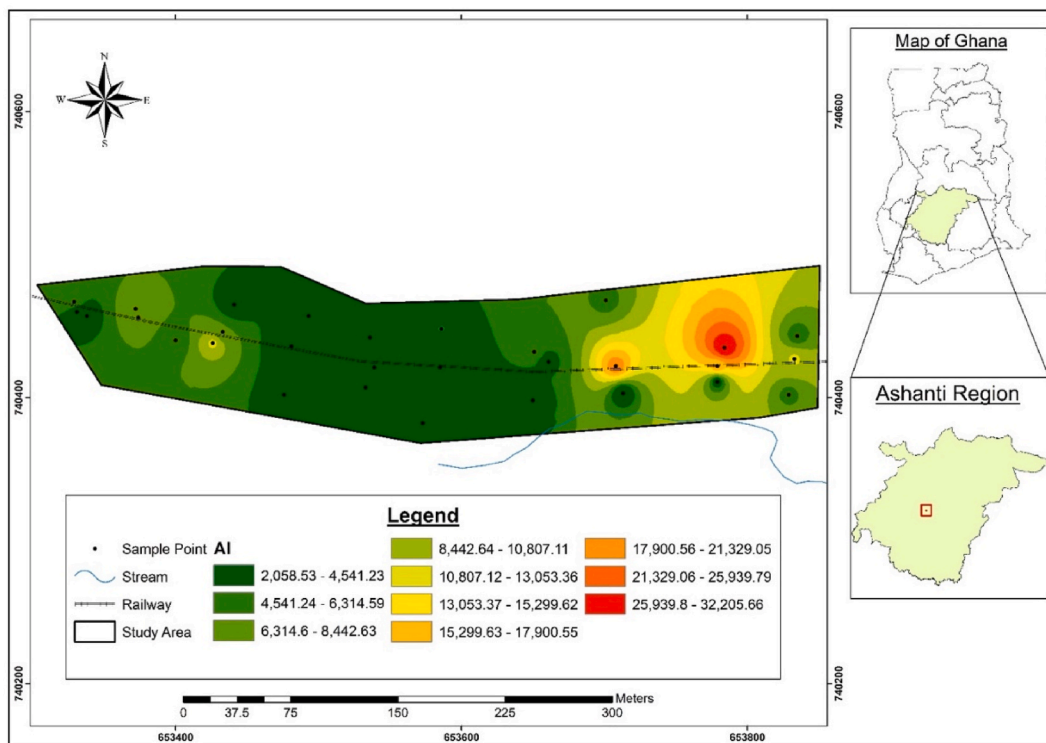 Map of Ghana
N
W E
S
740600
740600
740400
740400
Ashanti Region
Legend
Sample Point
Stream
Railway
Study Area
Al
2,058.53 - 4,541.23
4,541.24 - 6,314.59
6,314.6 - 8,442.63
8,442.64 - 10,807.11
10,807.12 - 13,053.36
13,053.37 - 15,299.62
15,299.63 - 17,900.55
17,900.56 - 21,329.05
21,329.06 - 25,939.79
25,939.8 - 32,205.66
740200
740200
Meters
0 37.5 75 150 225 300
653400 653600 653800